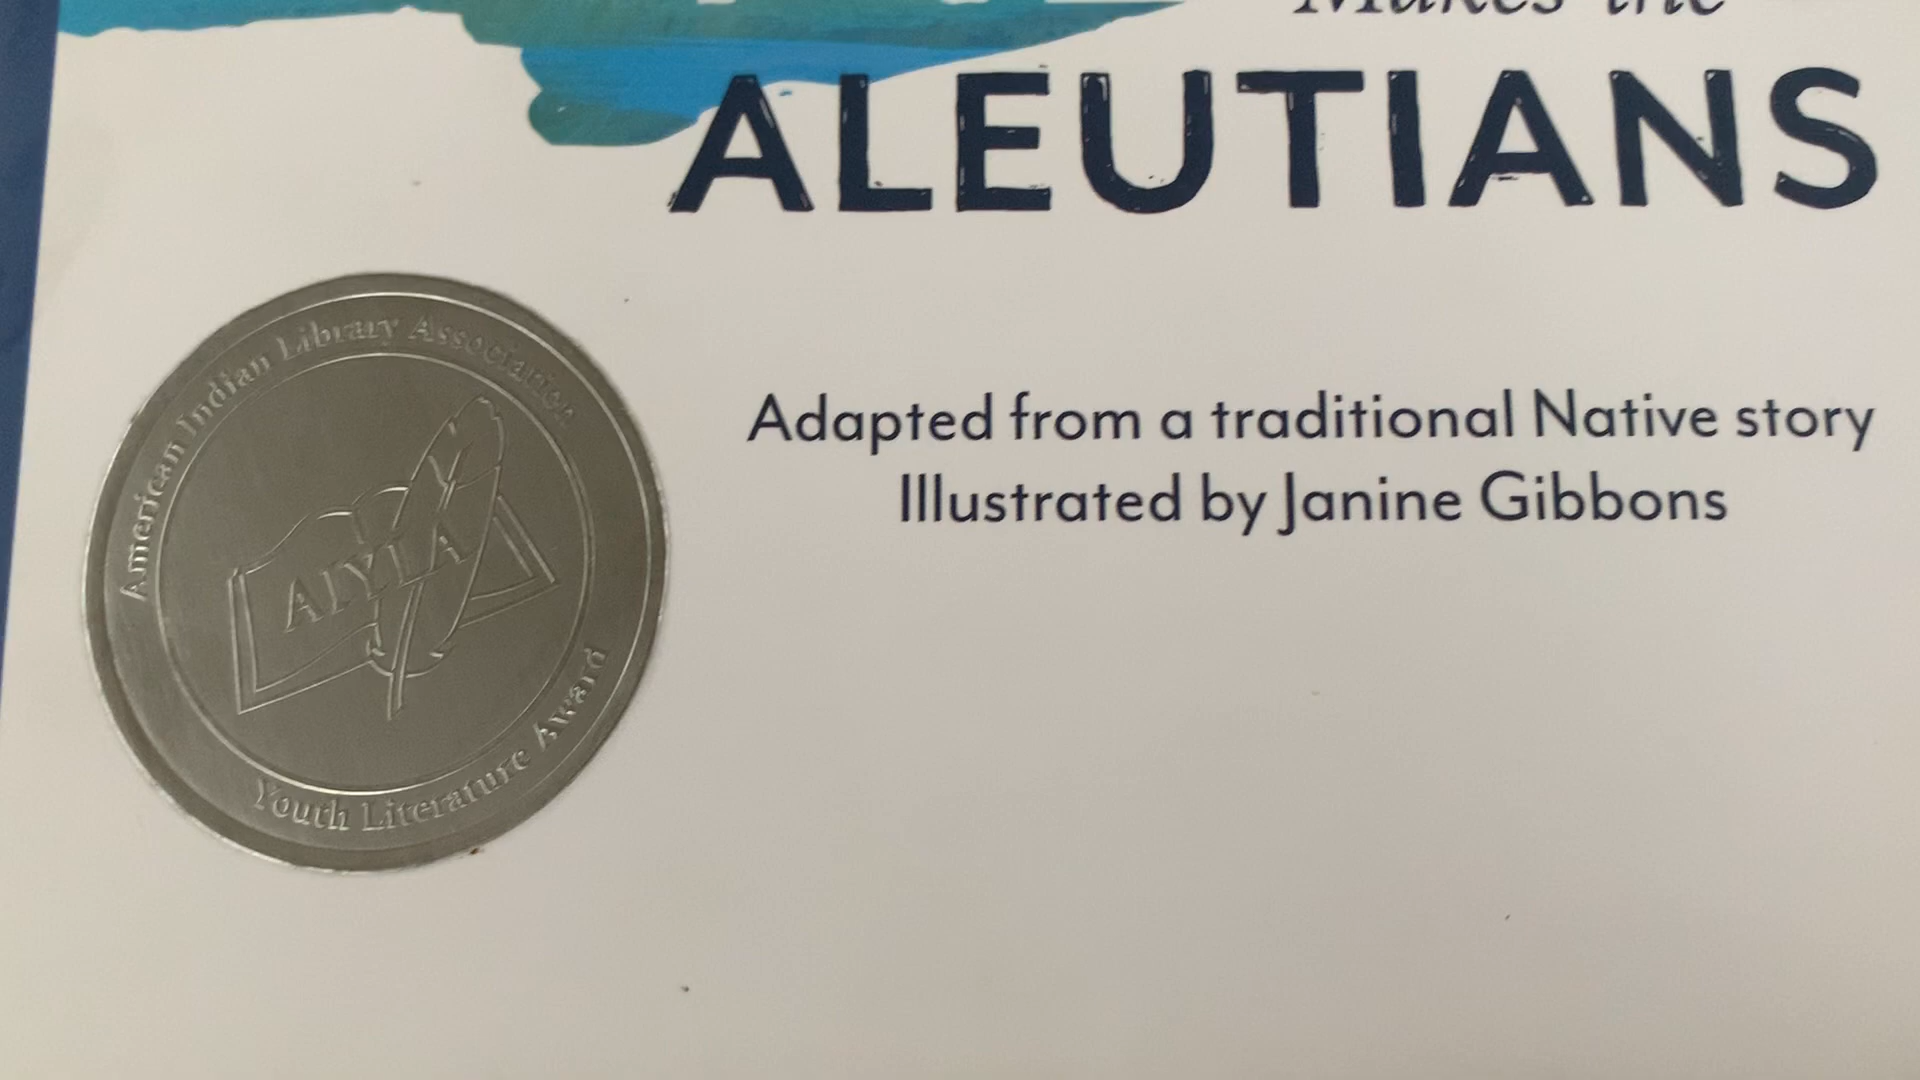 Makes the
ALEUTIANS
Adapted from a traditional Native story
Illustrated by Janine Gibbons
American Indian Library Association
AIYLA
Youth Literature Award